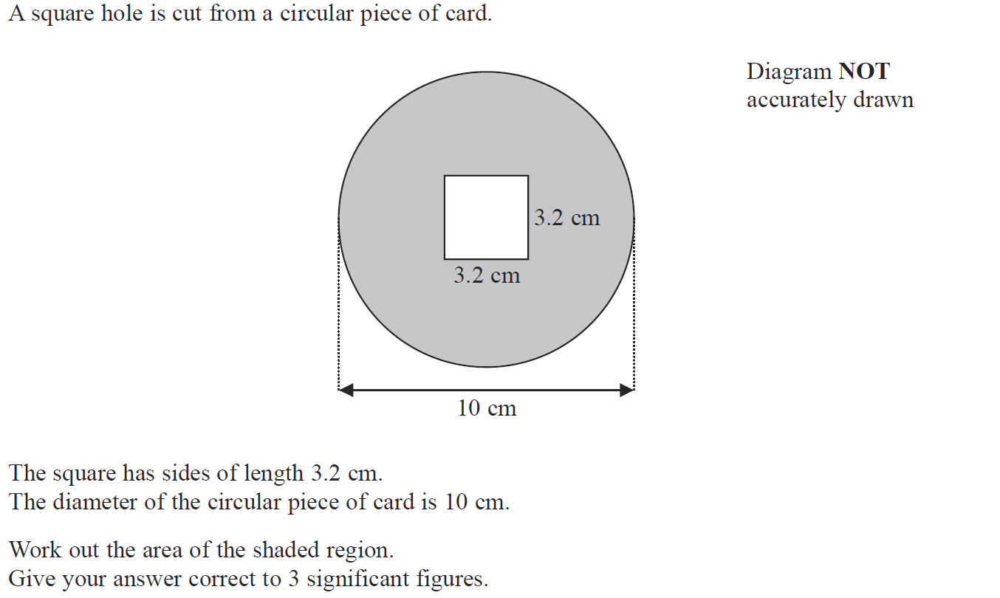 A square hole is cut from a circular piece of card.
Diagram NOT
accurately drawn
3.2 cm
3.2 cm
10 cm
The square has sides of length 3.2 cm.
The diameter of the circular piece of card is 10 cm.
Work out the area of the shaded region.
Give your answer correct to 3 significant figures.